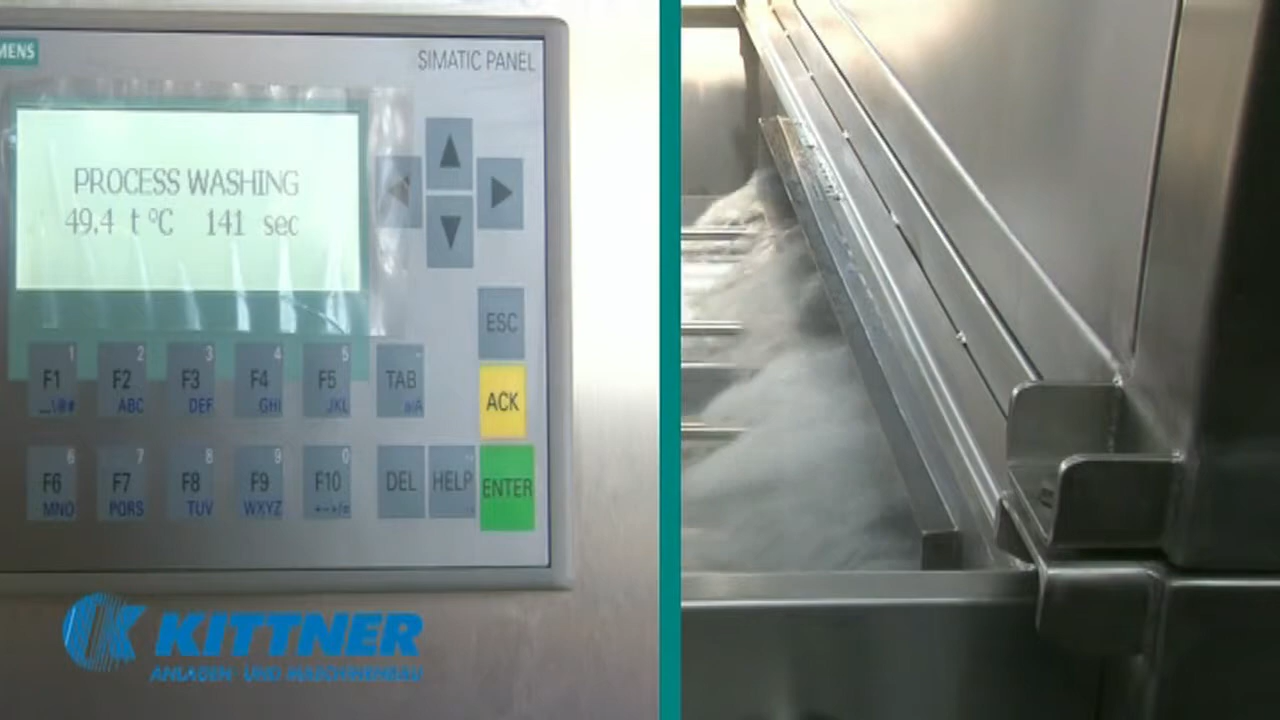 MENS
SIMATIC PANEL
PROCESS WASHING
49,4 t ºC 141 sec
ESC
1 2 3 4 5
F1 F2 F3 F4 F5 TAB ACK
_\@# ABC DEF GHI JKL a/A
6 7 8 9 0
F6 F7 F8 F9 F10 DEL HELP ENTER
MNO PQRS TUV WXYZ
KITTNER
ANLAGEN- UND MASCHINENBAU